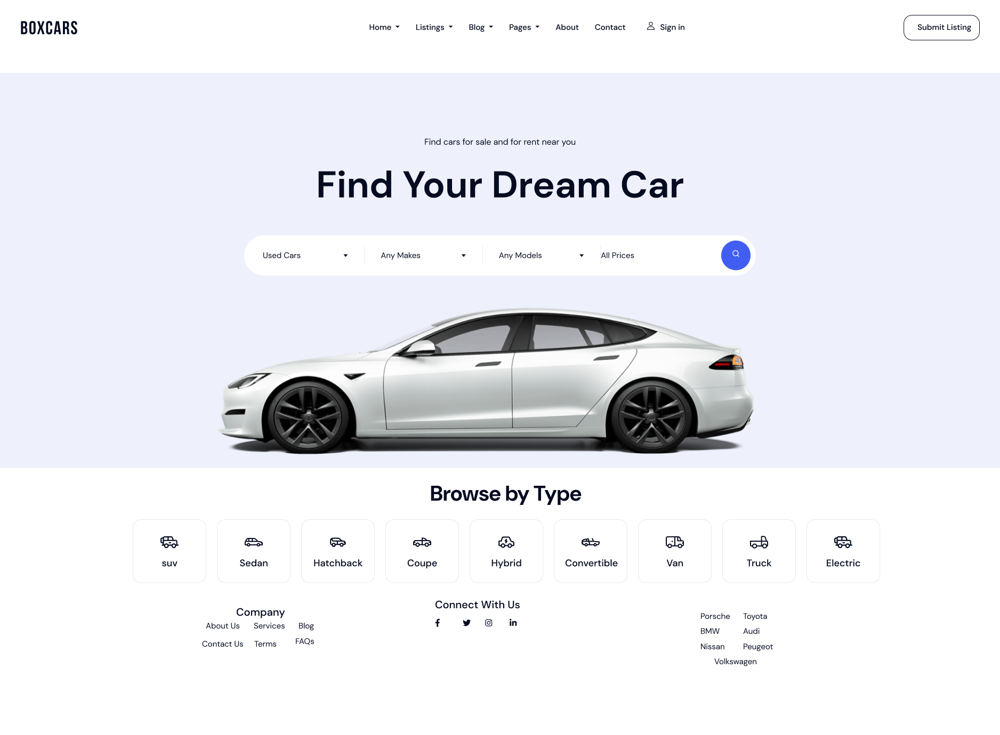 BOXCARS
Home Listings Blog Pages About Contact Sign in
Submit Listing
Find cars for sale and for rent near you
Find Your Dream Car
Used Cars Any Makes Any Models All Prices
Browse by Type
suv Sedan Hatchback Coupe Hybrid Convertible Van Truck Electric
Company
About Us Services Blog
Contact Us Terms FAQs
Connect With Us
Porsche Toyota
BMW Audi
Nissan Peugeot
Volkswagen